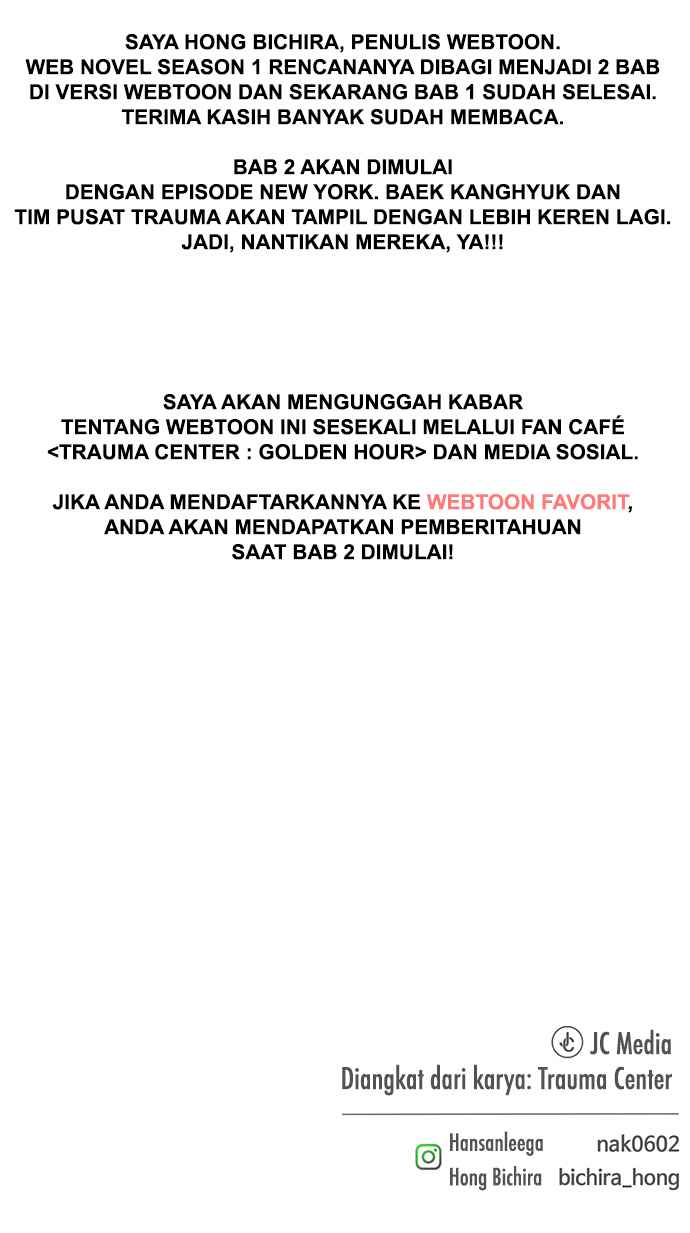 SAYA HONG BICHIRA, PENULIS WEBTOON.
WEB NOVEL SEASON 1 RENCANANYA DIBAGI MENJADI 2 BAB
DI VERSI WEBTOON DAN SEKARANG BAB 1 SUDAH SELESAI.
TERIMA KASIH BANYAK SUDAH MEMBACA.
BAB 2 AKAN DIMULAI
DENGAN EPISODE NEW YORK. BAEK KANGHYUK DAN
TIM PUSAT TRAUMA AKAN TAMPIL DENGAN LEBIH KEREN LAGI.
JADI, NANTIKAN MEREKA, YA!!!
SAYA AKAN MENGUNGGAH KABAR
TENTANG WEBTOON INI SESEKALI MELALUI FAN CAFÉ
<TRAUMA CENTER : GOLDEN HOUR> DAN MEDIA SOSIAL.
JIKA ANDA MENDAFTARKANNYA KE WEBTOON FAVORIT,
ANDA AKAN MENDAPATKAN PEMBERITAHUAN
SAAT BAB 2 DIMULAI!
JC JC Media
Diangkat dari karya: Trauma Center
Hansanleega nak0602
Hong Bichira bichira_hong